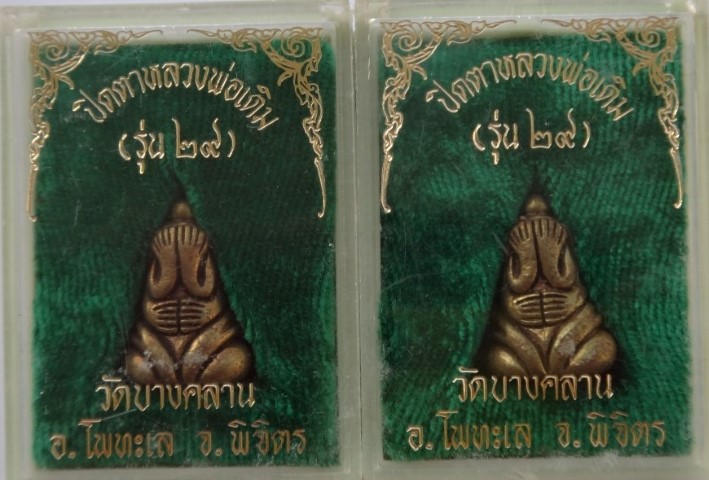 ปิดตาหลวงพ่อเดิม
(รุ่น ๒๙)
วัดบางคลาน
อ.โพทะเล จ.พิจิตร
ปิดตาหลวงพ่อเดิม
(รุ่น ๒๙)
วัดบางคลาน
อ.โพทะเล จ.พิจิตร